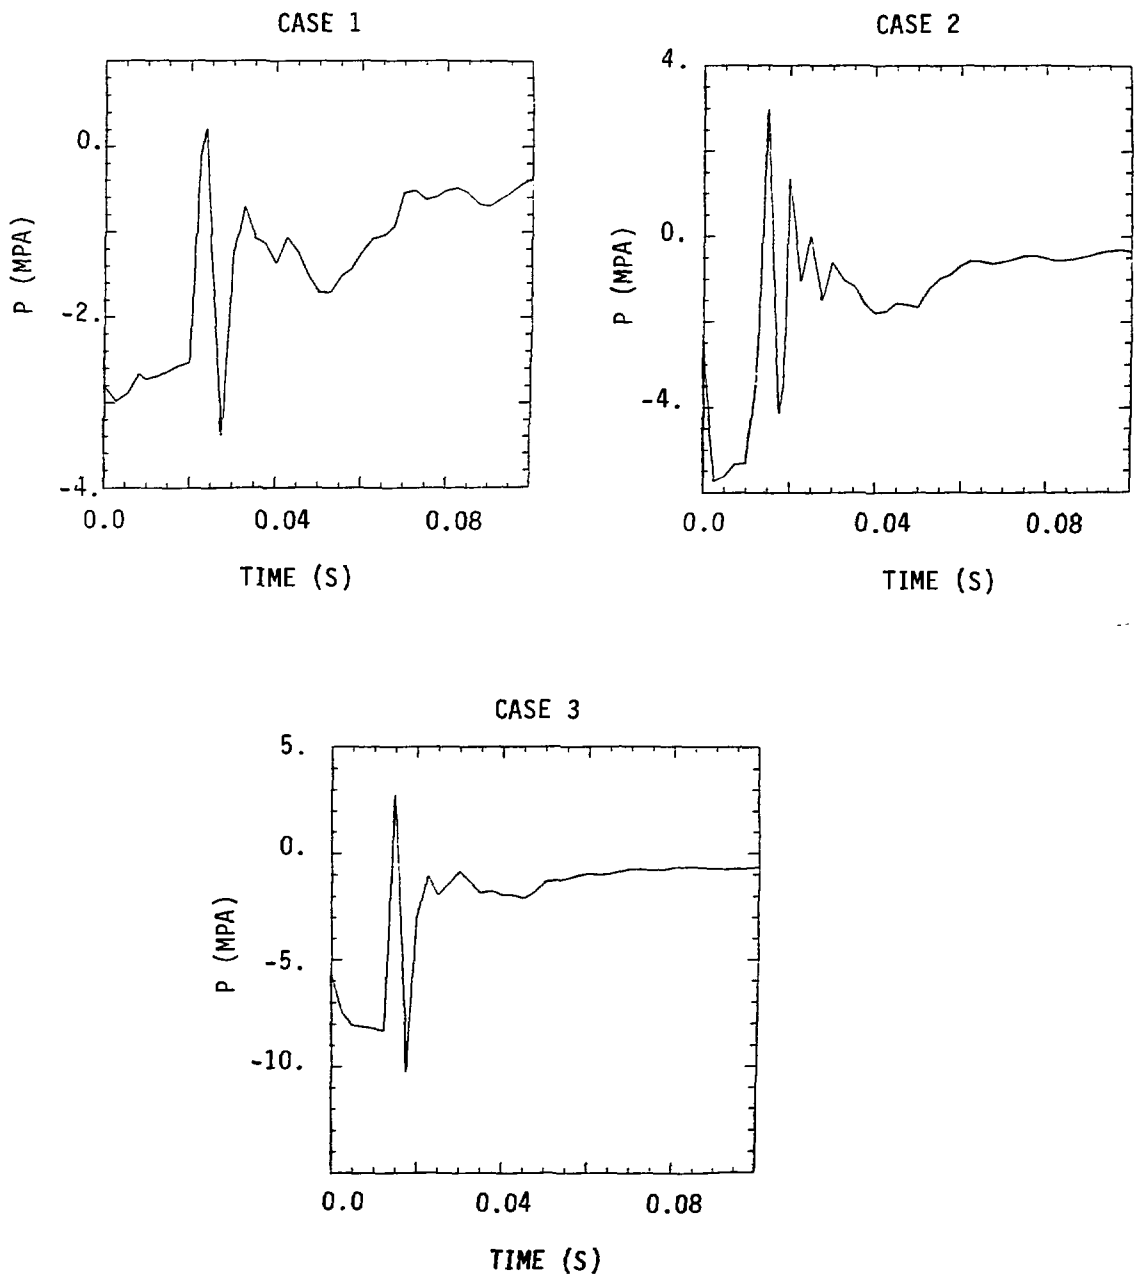 CASE 1
0.
-2.
-4.
P (MPA)
0.0 0.04 0.08
TIME (S)
CASE 2
4.
0.
-4.
P (MPA)
0.0 0.04 0.08
TIME (S)
CASE 3
5.
0.
-5.
-10.
P (MPA)
0.0 0.04 0.08
TIME (S)